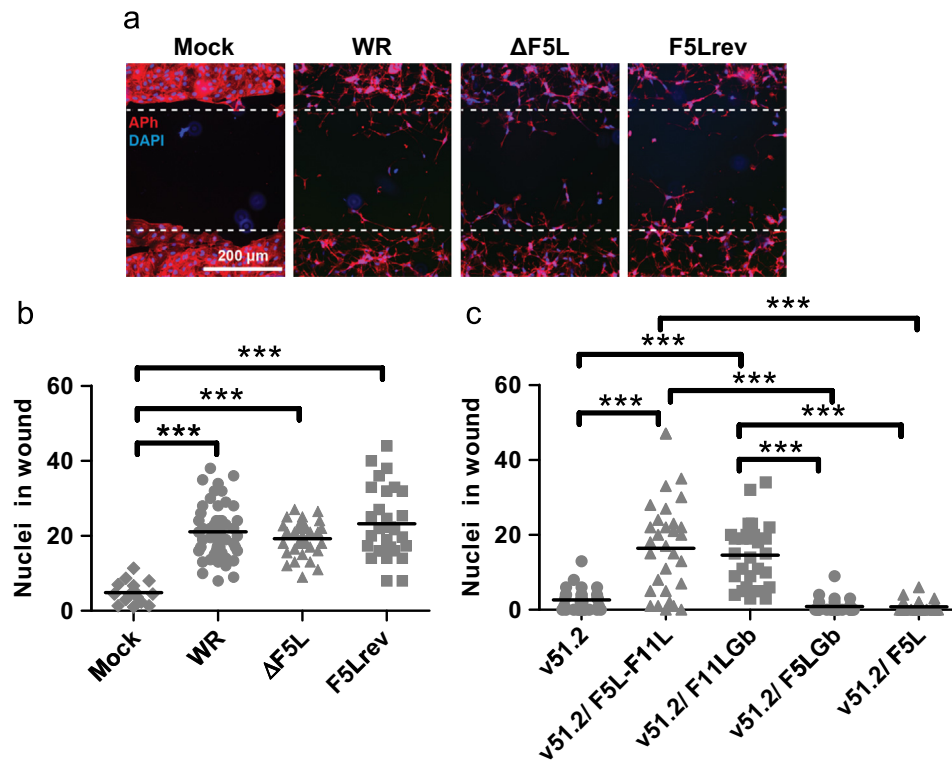 a
Mock WR ΔF5L F5Lrev
APh
DAPI
200 µm
b
Nuclei in wound
60
40
20
0
***
***
***
Mock WR ΔF5L F5Lrev
c
Nuclei in wound
60
40
20
0
***
***
***
***
***
***
v51.2 v51.2/ F5L-F11L v51.2/ F11LGb v51.2/ F5LGb v51.2/ F5L